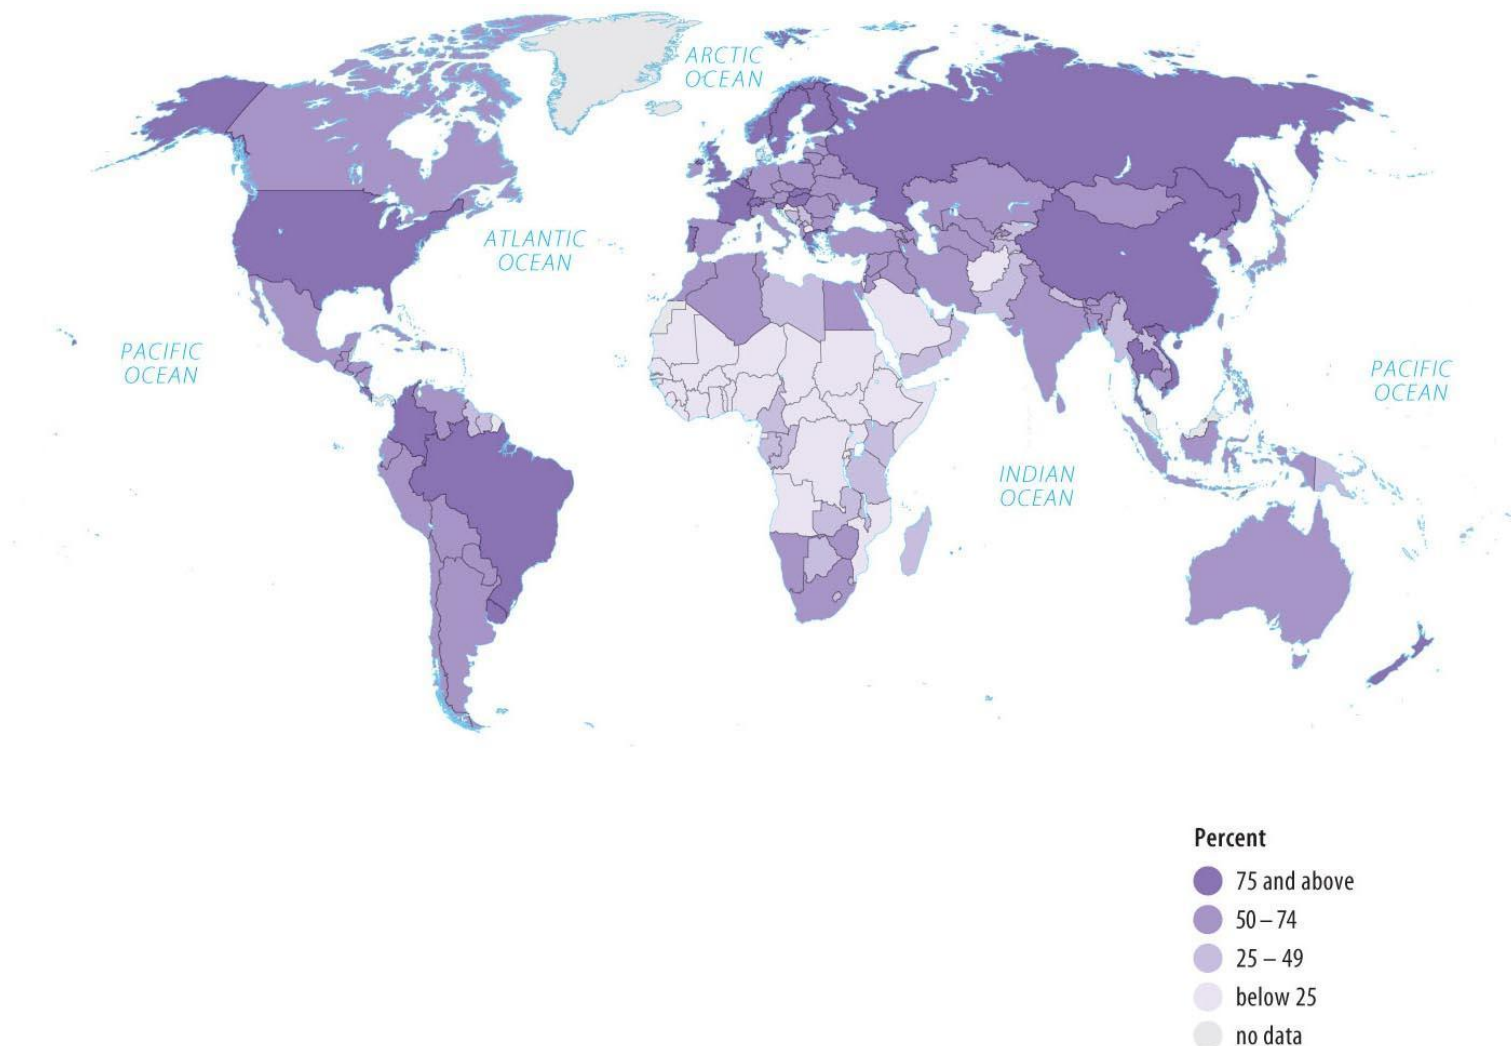 ARCTIC
OCEAN
ATLANTIC
OCEAN
PACIFIC
OCEAN
PACIFIC
OCEAN
INDIAN
OCEAN
Percent
75 and above
50 – 74
25 – 49
below 25
no data